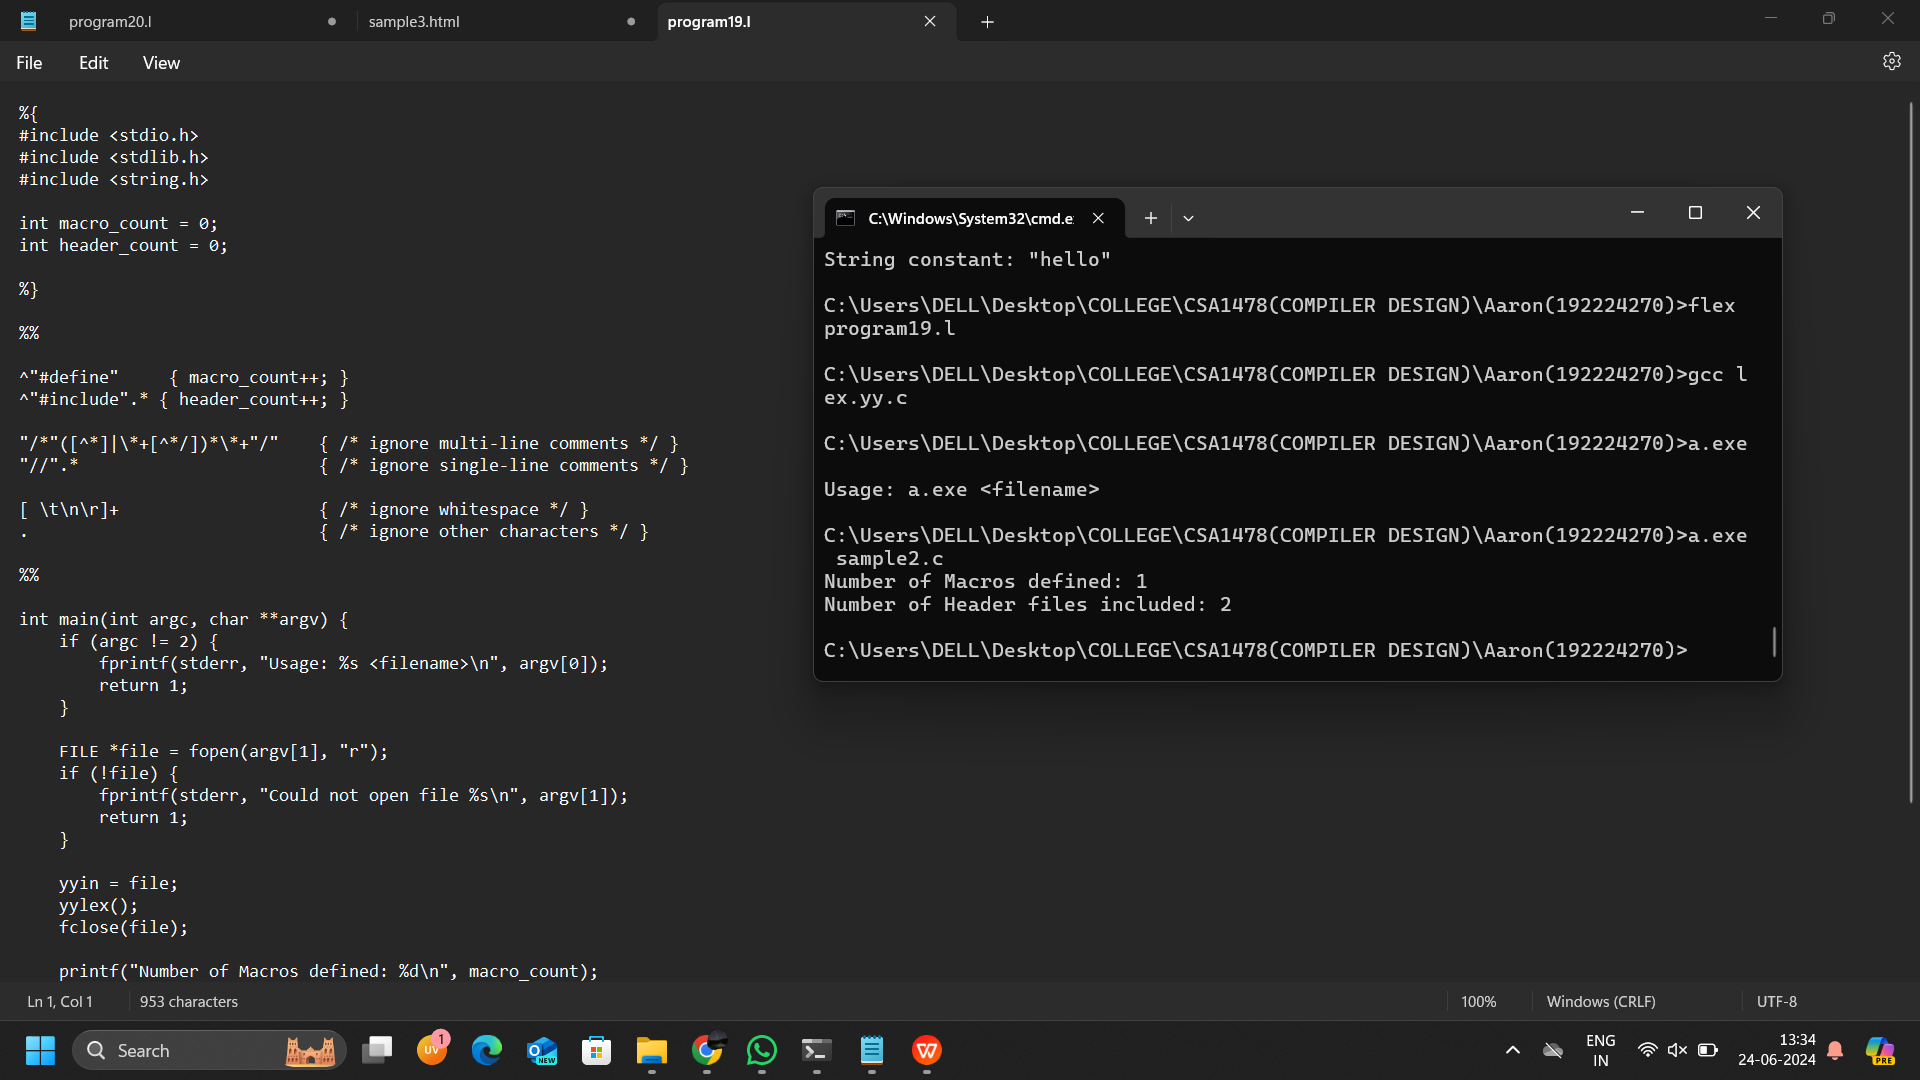 program20.l
sample3.html
program19.l
File Edit View
%{
#include <stdio.h>
#include <stdlib.h>
#include <string.h>
int macro_count = 0;
int header_count = 0;
%}
%%
^"#define"     { macro_count++; }
^"#include".* { header_count++; }
"/*"([^*]|\*+[^*/])*\*+"/"    { /* ignore multi-line comments */ }
"//".*                        { /* ignore single-line comments */ }
[ \t\n\r]+                    { /* ignore whitespace */ }
.                             { /* ignore other characters */ }
%%
int main(int argc, char **argv) {
    if (argc != 2) {
        fprintf(stderr, "Usage: %s <filename>\n", argv[0]);
        return 1;
    }
    FILE *file = fopen(argv[1], "r");
    if (!file) {
        fprintf(stderr, "Could not open file %s\n", argv[1]);
        return 1;
    }
    yyin = file;
    yylex();
    fclose(file);
    printf("Number of Macros defined: %d\n", macro_count);
C:\Windows\System32\cmd.e
String constant: "hello"
C:\Users\DELL\Desktop\COLLEGE\CSA1478(COMPILER DESIGN)\Aaron(192224270)>flex
program19.l
C:\Users\DELL\Desktop\COLLEGE\CSA1478(COMPILER DESIGN)\Aaron(192224270)>gcc l
ex.yy.c
C:\Users\DELL\Desktop\COLLEGE\CSA1478(COMPILER DESIGN)\Aaron(192224270)>a.exe
Usage: a.exe <filename>
C:\Users\DELL\Desktop\COLLEGE\CSA1478(COMPILER DESIGN)\Aaron(192224270)>a.exe
 sample2.c
Number of Macros defined: 1
Number of Header files included: 2
C:\Users\DELL\Desktop\COLLEGE\CSA1478(COMPILER DESIGN)\Aaron(192224270)>
Ln 1, Col 1
953 characters
100%
Windows (CRLF)
UTF-8
Search
UV
1
O
NEW
W
ENG
IN
13:34
24-06-2024
PRE